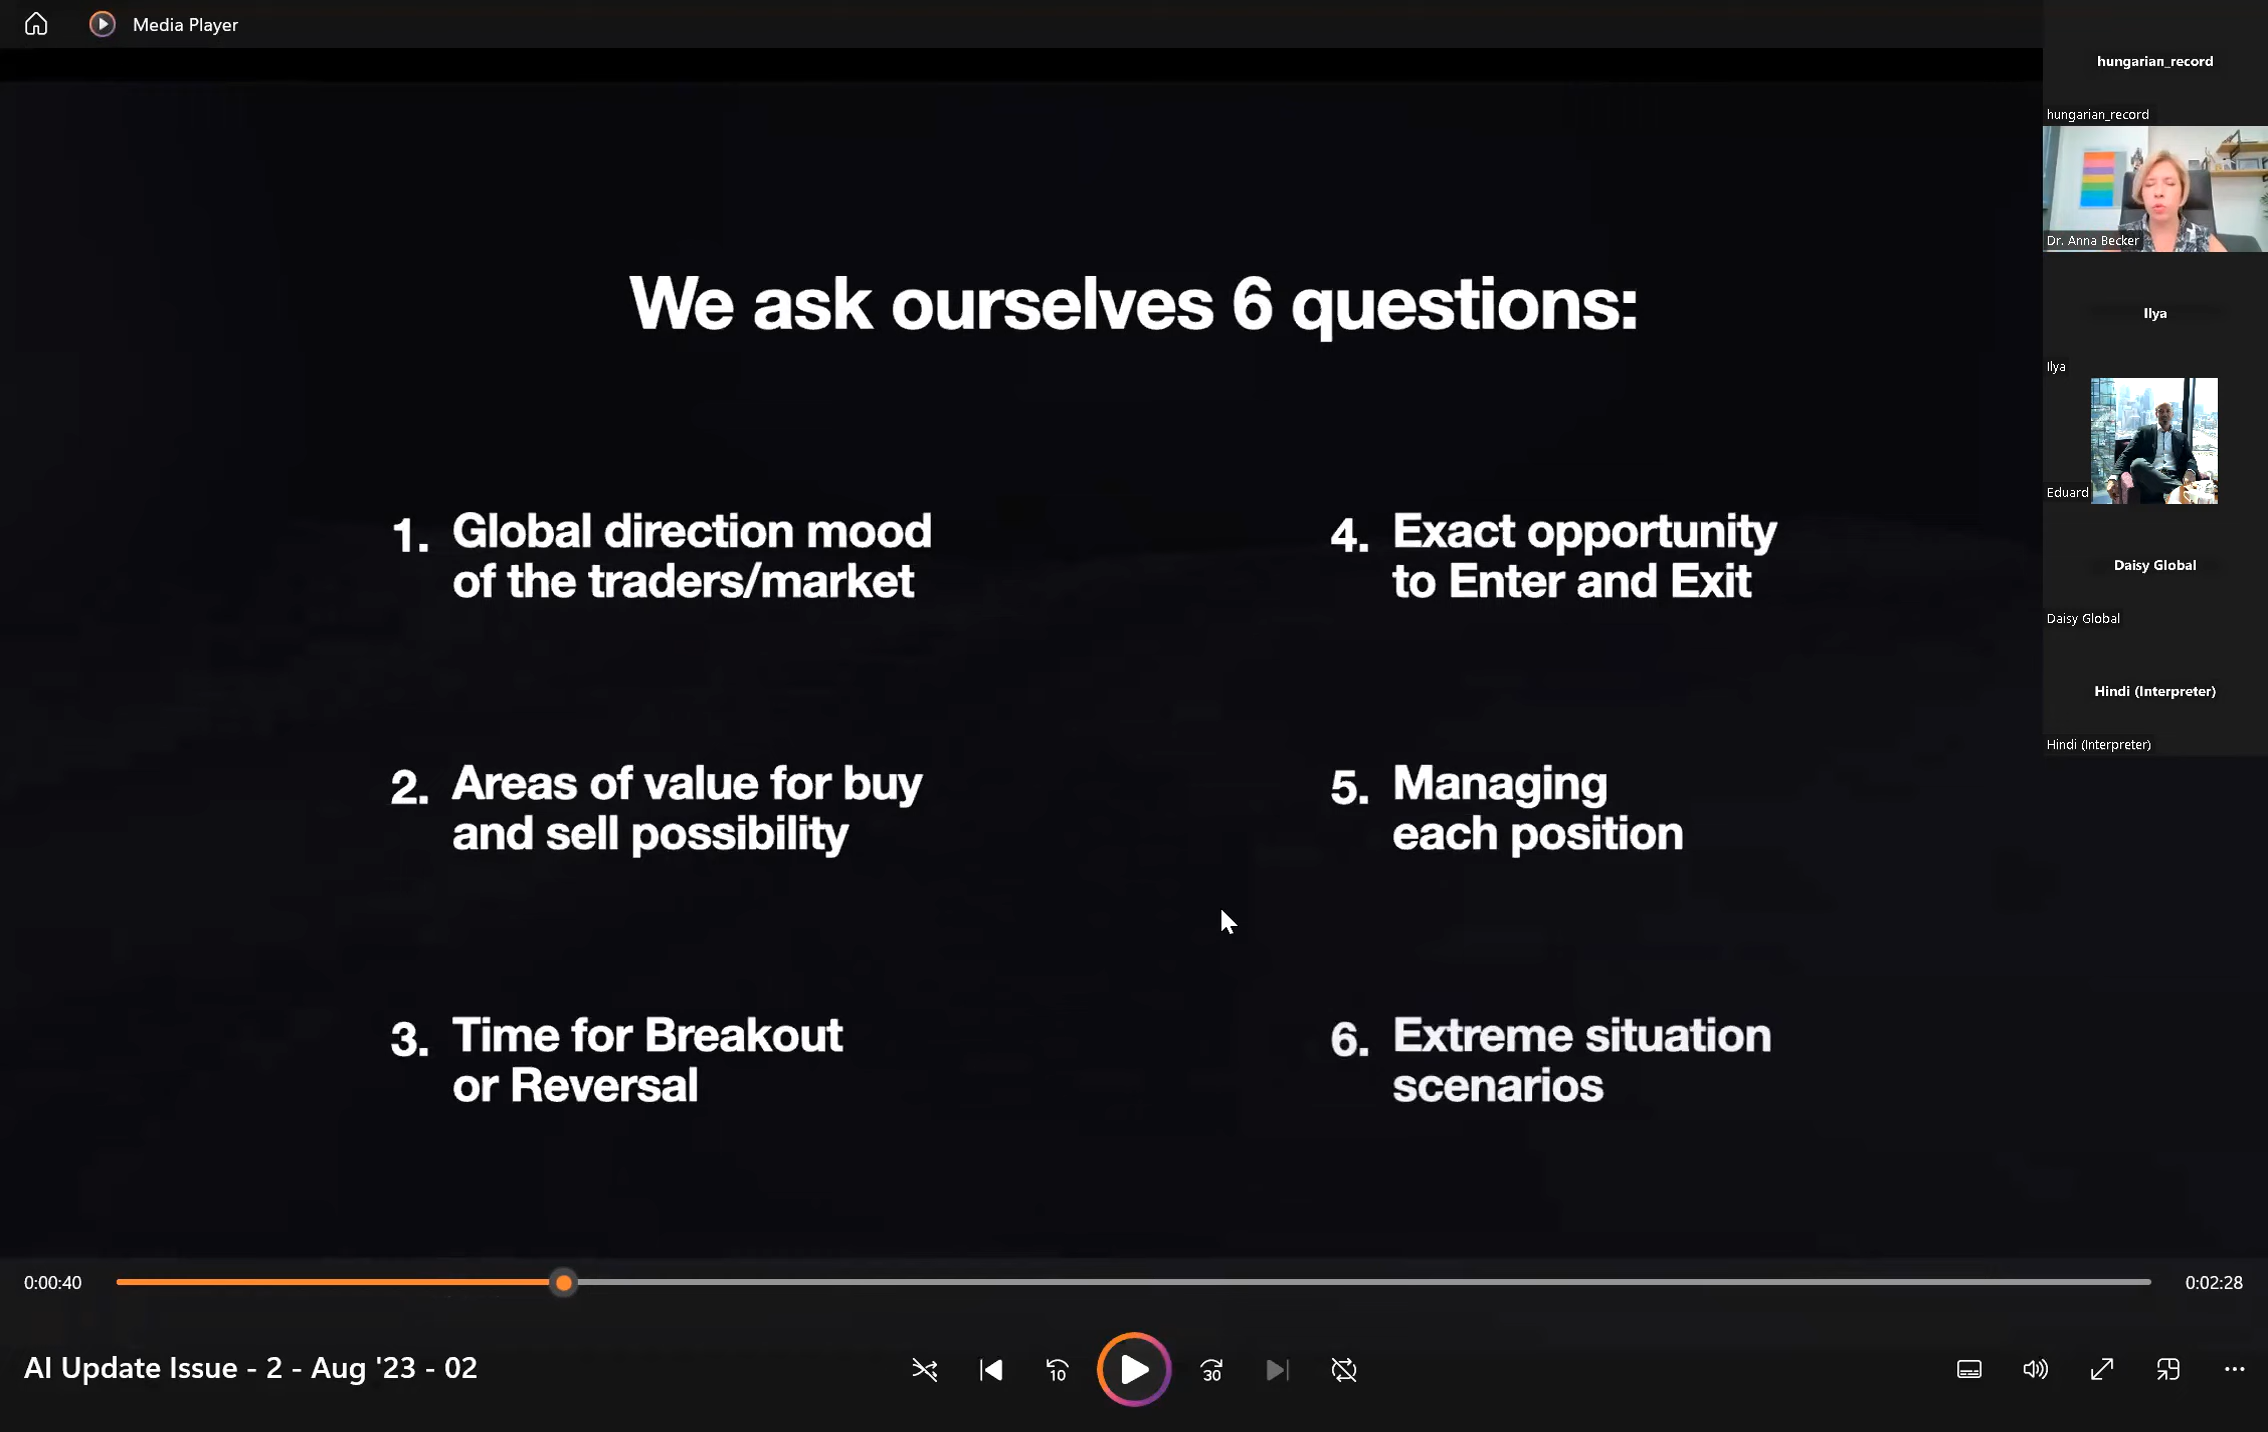 Media Player
We ask ourselves 6 questions:
1. Global direction mood
of the traders/market
2. Areas of value for buy
and sell possibility
3. Time for Breakout
or Reversal
4. Exact opportunity
to Enter and Exit
5. Managing
each position
6. Extreme situation
scenarios
hungarian_record
hungarian_record
Dr. Anna Becker
Ilya
Ilya
Eduard
Daisy Global
Daisy Global
Hindi (Interpreter)
Hindi (Interpreter)
0:00:40
0:02:28
AI Update Issue - 2 - Aug '23 - 02
10
30